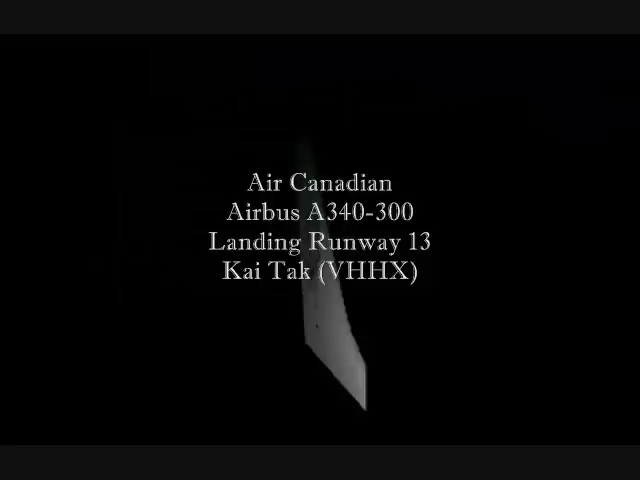 Air Canadian
Airbus A340-300
Landing Runway 13
Kai Tak (VHHX)